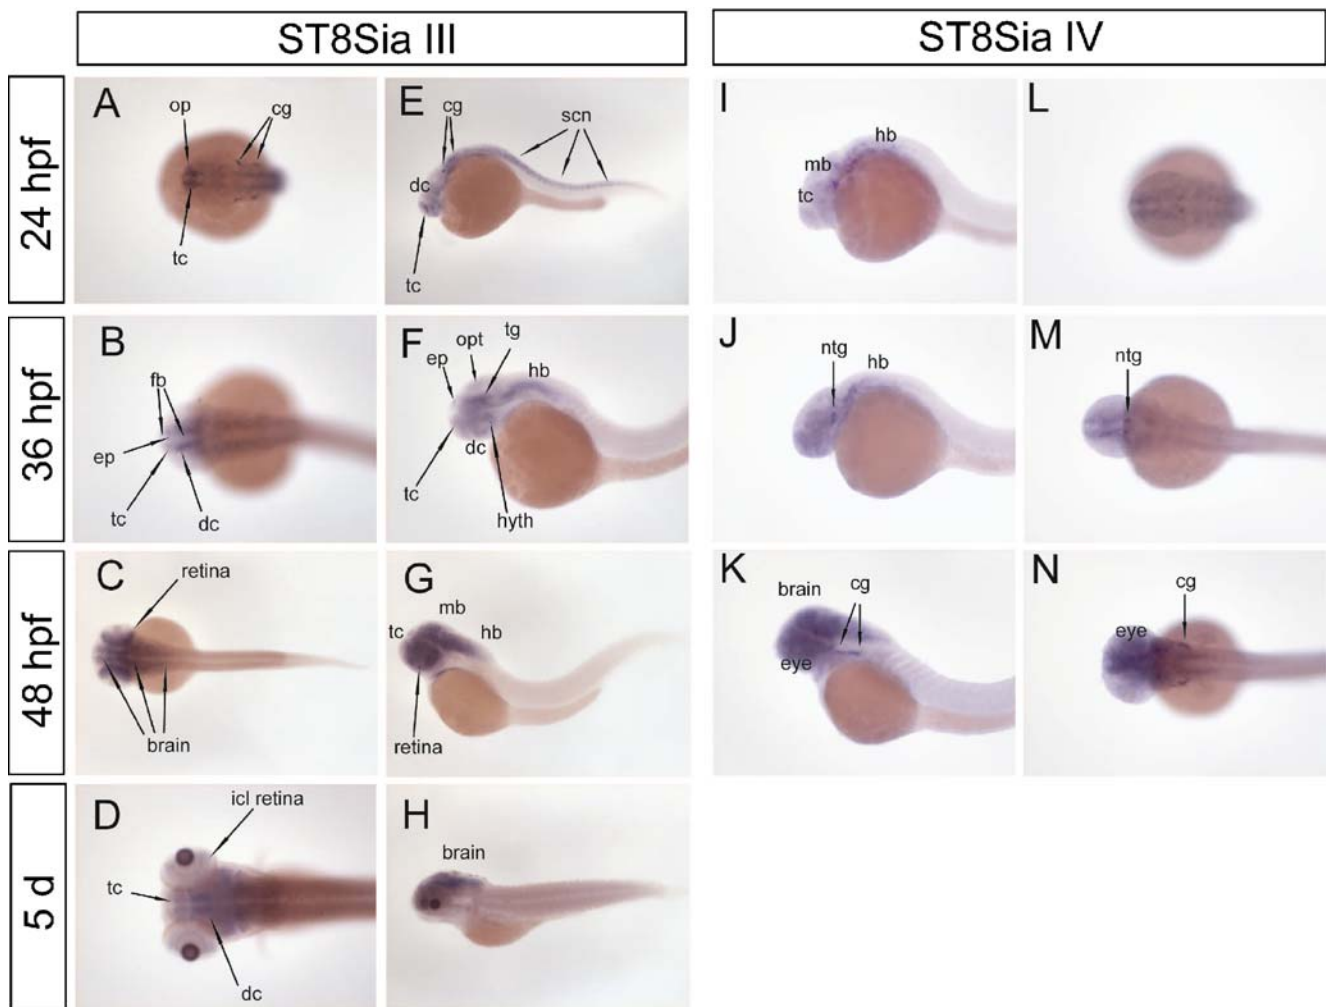 ST8Sia III
ST8Sia IV
24 hpf
A
op
cg
tc
E
cg
scn
dc
tc
I
hb
mb
tc
L
36 hpf
B
fb
ep
tc
dc
F
tg
opt
ep
hb
dc
tc
hyth
J
ntg
hb
M
ntg
48 hpf
C
retina
brain
G
mb
tc
hb
retina
K
brain
cg
eye
N
cg
eye
5 d
D
icl retina
tc
dc
H
brain